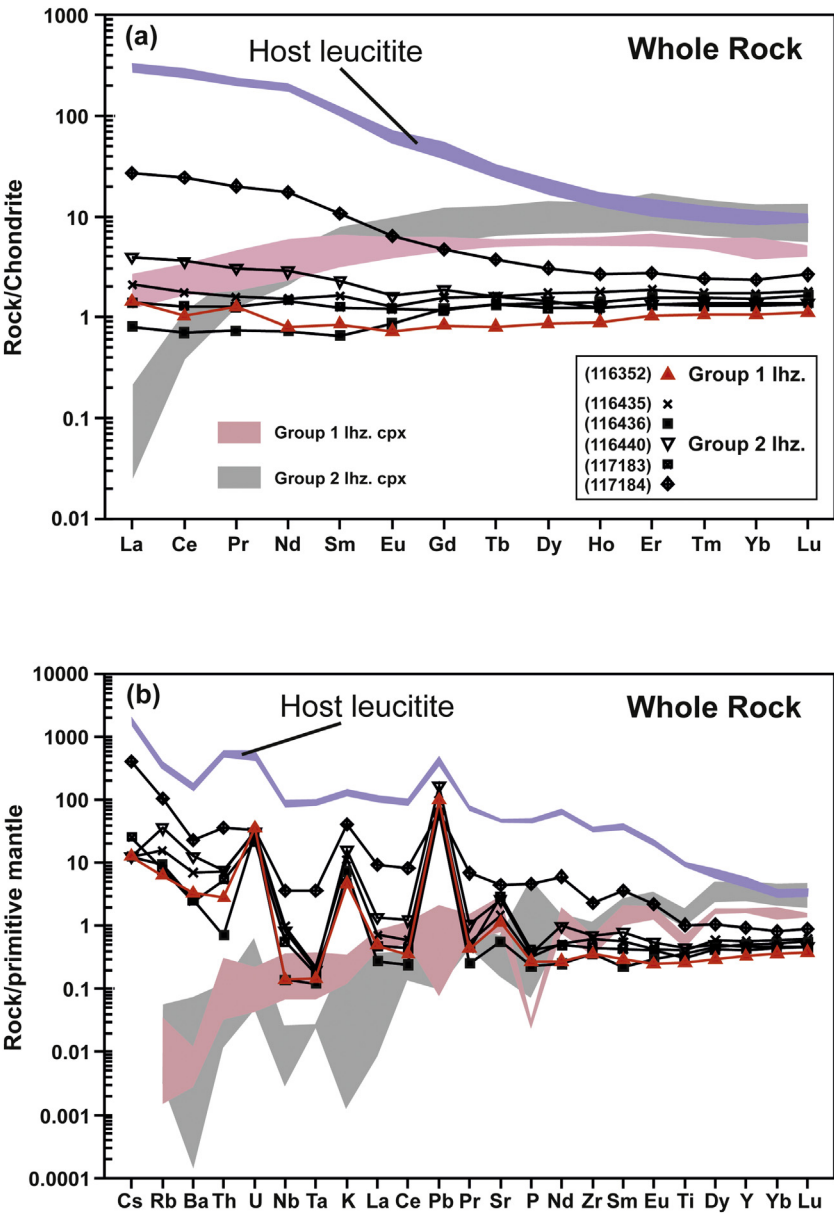 (a)
Host leucitite
Whole Rock
Rock/Chondrite
1000
100
10
1
0.1
0.01
(116352) Group 1 lhz.
(116435)
(116436)
(116440) Group 2 lhz.
(117183)
(117184)
Group 1 lhz. cpx
Group 2 lhz. cpx
La Ce Pr Nd Sm Eu Gd Tb Dy Ho Er Tm Yb Lu
(b)
Host leucitite
Whole Rock
Rock/primitive mantle
10000
1000
100
10
1
0.1
0.01
0.001
0.0001
Cs Rb Ba Th U Nb Ta K La Ce Pb Pr Sr P Nd Zr Sm Eu Ti Dy Y Yb Lu